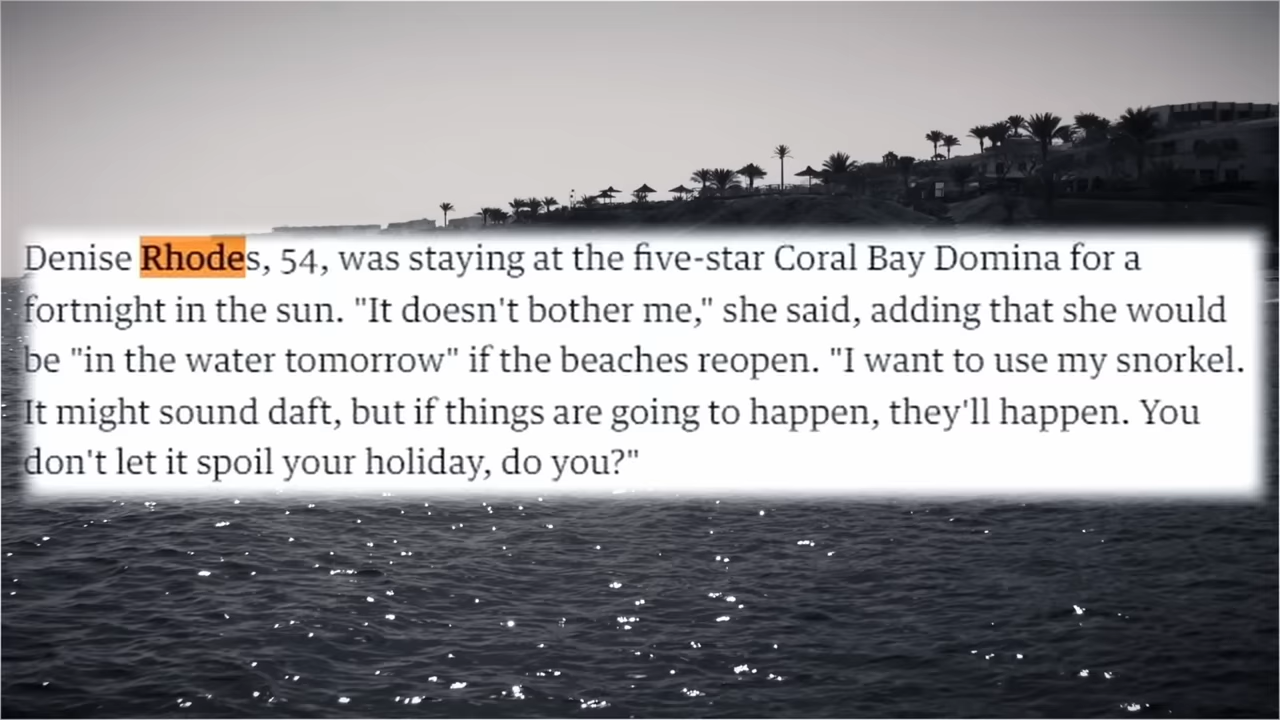 Denise Rhodes, 54, was staying at the five-star Coral Bay Domina for a
fortnight in the sun. "It doesn't bother me," she said, adding that she would
be "in the water tomorrow" if the beaches reopen. "I want to use my snorkel.
It might sound daft, but if things are going to happen, they'll happen. You
don't let it spoil your holiday, do you?"